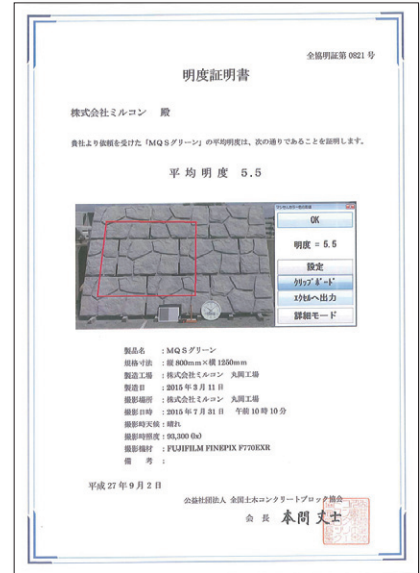 全協明証第 0821 号
明度証明書
株式会社ミルコン　殿
貴社より依頼を受けた「MQSグリーン」の平均明度は、次の通りであることを証明します。
平均明度 5.5
OK
明度 = 5.5
設定
クリップボード
エクセルへ出力
詳細モード
製品名　：MQSグリーン
規格寸法　：縦 800mm×横 1250mm
製造工場　：株式会社ミルコン　丸岡工場
製造日　：2015 年 3 月 11 日
撮影場所　：株式会社ミルコン　丸岡工場
撮影日時　：2015 年 7 月 31 日　午前 10 時 10 分
撮影時天候：晴れ
撮影時照度：93,300 (lx)
撮影機材　：FUJIFILM FINEPIX F770EXR
備　考　：
平成 27 年 9 月 2 日
公益社団法人 全国土木コンクリートブロック協会
会 長　本間 丈士